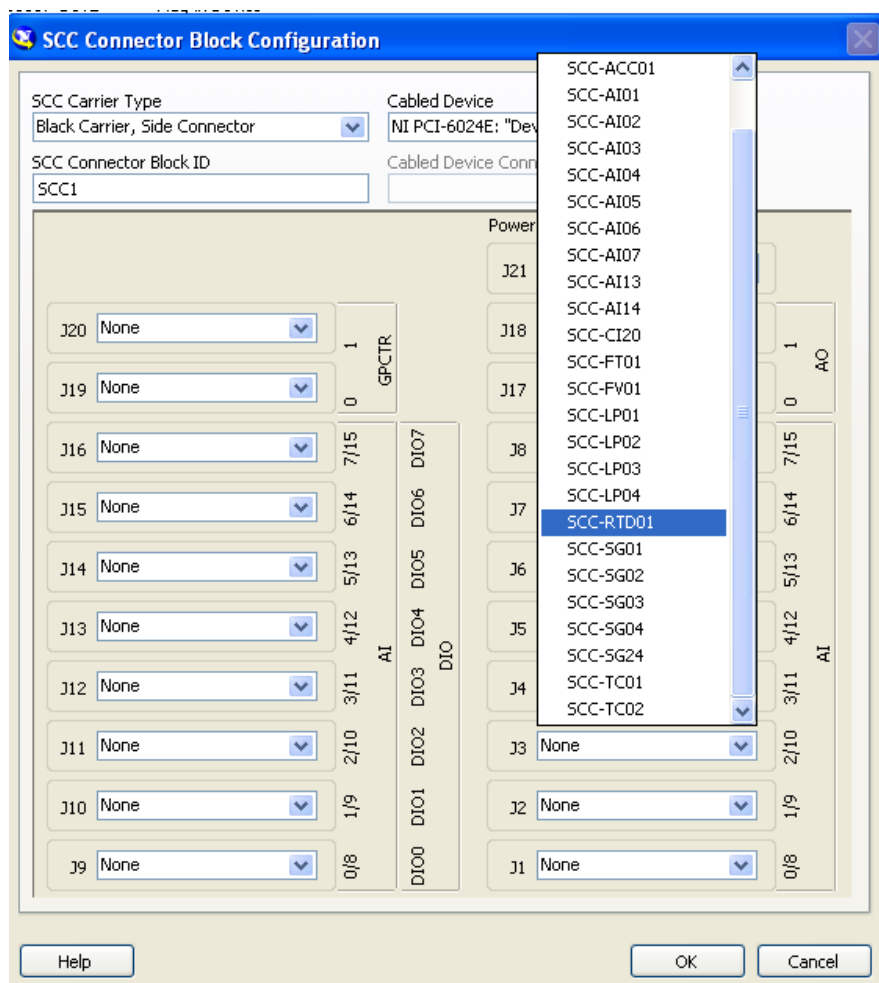 SCC Connector Block Configuration
SCC Carrier Type
Cabled Device
Black Carrier, Side Connector
NI PCI-6024E: "Dev
SCC Connector Block ID
Cabled Device Conn
SCC1
Power
J21
J20 None
J19 None
1
0
GPCTR
J16 None
J15 None
J14 None
J13 None
J12 None
J11 None
J10 None
J9 None
7/15
6/14
5/13
4/12
3/11
2/10
1/9
0/8
AI
DIO7
DIO6
DIO5
DIO4
DIO3
DIO2
DIO1
DIO0
DIO
J18
J17
J8
J7
J6
J5
J4
J3 None
J2 None
J1 None
SCC-ACC01
SCC-AI01
SCC-AI02
SCC-AI03
SCC-AI04
SCC-AI05
SCC-AI06
SCC-AI07
SCC-AI13
SCC-AI14
SCC-CI20
SCC-FT01
SCC-FV01
SCC-LP01
SCC-LP02
SCC-LP03
SCC-LP04
SCC-RTD01
SCC-SG01
SCC-SG02
SCC-SG03
SCC-SG04
SCC-SG24
SCC-TC01
SCC-TC02
1
0
AO
7/15
6/14
5/13
4/12
3/11
2/10
1/9
0/8
AI
Help
OK
Cancel